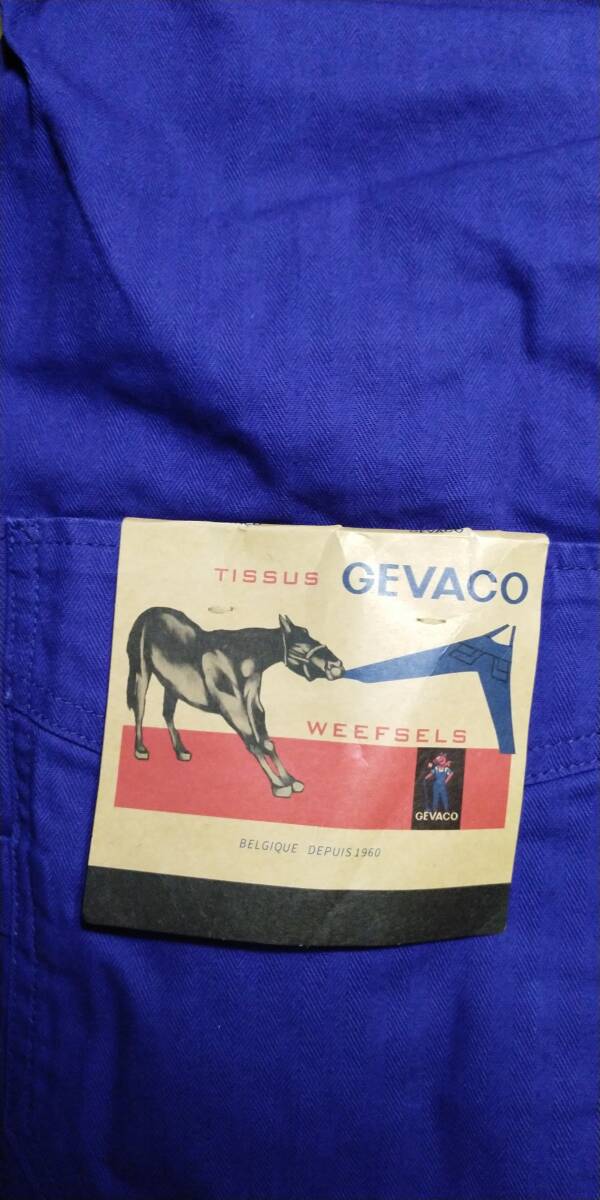 TISSUS GEVACO
WEEFSELS
GEVACO
BELGIQUE DEPUIS 1960